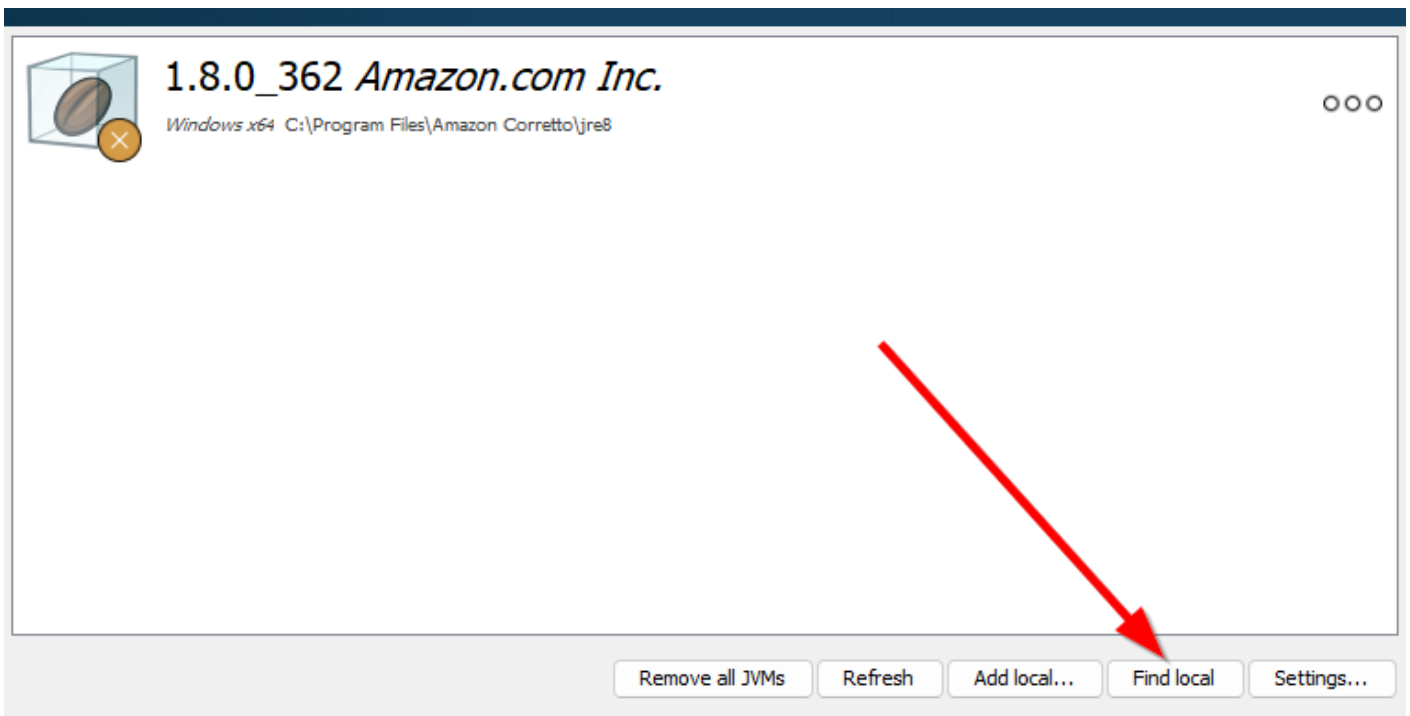 1.8.0_362 Amazon.com Inc.
Windows x64 C:\Program Files\Amazon Corretto\jre8
Remove all JVMs Refresh Add local... Find local Settings...